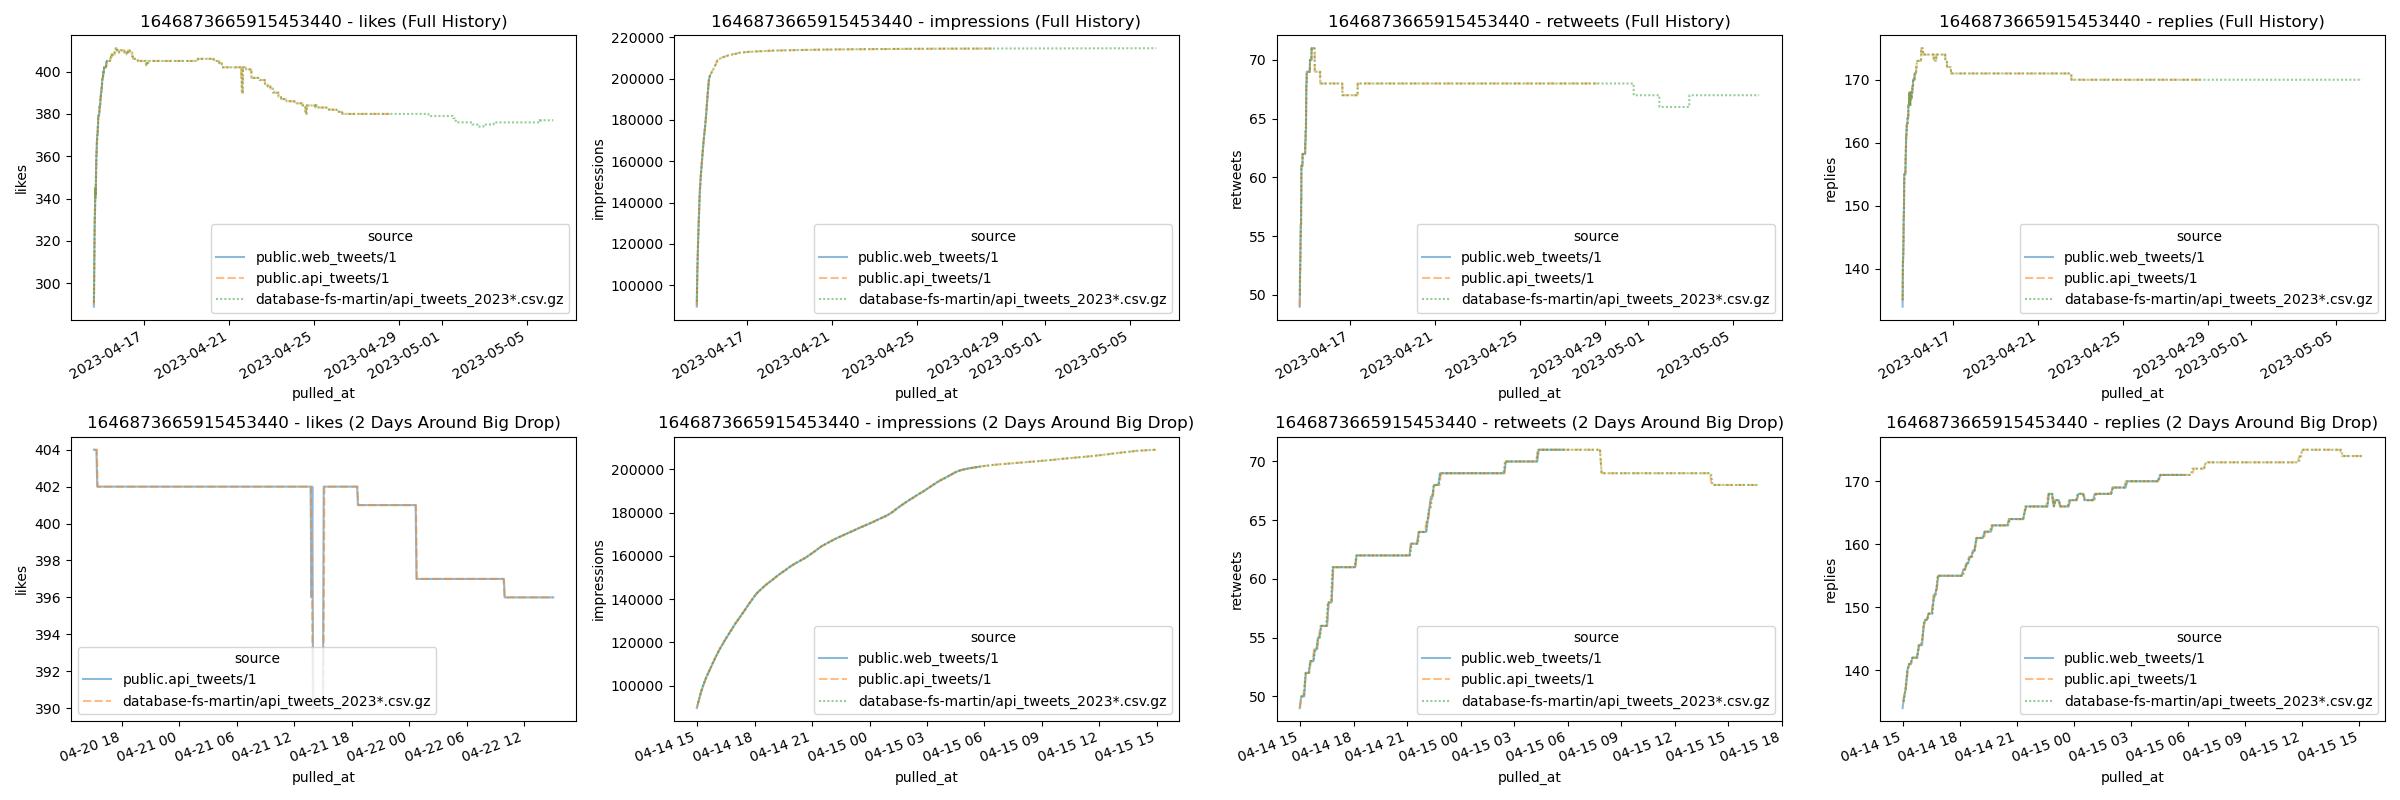 1646873665915453440 - likes (Full History)
likes
400
380
360
340
320
300
source
public.web_tweets/1
public.api_tweets/1
database-fs-martin/api_tweets_2023*.csv.gz
2023-04-17
2023-04-21
2023-04-25
2023-04-29
2023-05-01
2023-05-05
pulled_at
1646873665915453440 - impressions (Full History)
impressions
220000
200000
180000
160000
140000
120000
100000
source
public.web_tweets/1
public.api_tweets/1
database-fs-martin/api_tweets_2023*.csv.gz
2023-04-17
2023-04-21
2023-04-25
2023-04-29
2023-05-01
2023-05-05
pulled_at
1646873665915453440 - retweets (Full History)
retweets
70
65
60
55
50
source
public.web_tweets/1
public.api_tweets/1
database-fs-martin/api_tweets_2023*.csv.gz
2023-04-17
2023-04-21
2023-04-25
2023-04-29
2023-05-01
2023-05-05
pulled_at
1646873665915453440 - replies (Full History)
replies
170
160
150
140
source
public.web_tweets/1
public.api_tweets/1
database-fs-martin/api_tweets_2023*.csv.gz
2023-04-17
2023-04-21
2023-04-25
2023-04-29
2023-05-01
2023-05-05
pulled_at
1646873665915453440 - likes (2 Days Around Big Drop)
likes
404
402
400
398
396
394
392
390
source
public.api_tweets/1
database-fs-martin/api_tweets_2023*.csv.gz
04-20 18
04-21 00
04-21 06
04-21 12
04-21 18
04-22 00
04-22 06
04-22 12
pulled_at
1646873665915453440 - impressions (2 Days Around Big Drop)
impressions
200000
180000
160000
140000
120000
100000
source
public.web_tweets/1
public.api_tweets/1
database-fs-martin/api_tweets_2023*.csv.gz
04-14 15
04-14 18
04-14 21
04-15 00
04-15 03
04-15 06
04-15 09
04-15 12
04-15 15
pulled_at
1646873665915453440 - retweets (2 Days Around Big Drop)
retweets
70
65
60
55
50
source
public.web_tweets/1
public.api_tweets/1
database-fs-martin/api_tweets_2023*.csv.gz
04-14 15
04-14 18
04-14 21
04-15 00
04-15 03
04-15 06
04-15 09
04-15 12
04-15 15
04-15 18
pulled_at
1646873665915453440 - replies (2 Days Around Big Drop)
replies
170
160
150
140
source
public.web_tweets/1
public.api_tweets/1
database-fs-martin/api_tweets_2023*.csv.gz
04-14 15
04-14 18
04-14 21
04-15 00
04-15 03
04-15 06
04-15 09
04-15 12
04-15 15
pulled_at